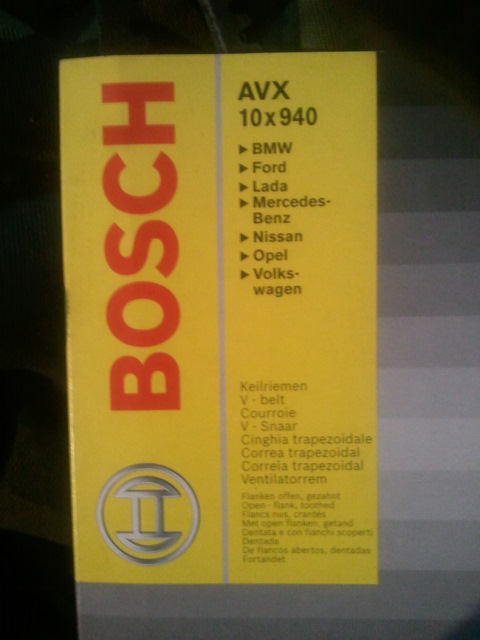 BOSCH
AVX
10x940
▶ BMW
▶ Ford
▶ Lada
▶ Mercedes-
Benz
▶ Nissan
▶ Opel
▶ Volks-
wagen
Keilriemen
V - belt
Courroie
V - Snaar
Cinghia trapezoidale
Correa trapezoidal
Correia trapezoidal
Ventilatorrem
Flanken offen, gezahnt
Open - flank, toothed
Flancs nus, crantés
Met open flanken, getand
Dentata e con fianchi scoperti
Dentada
De flancos abertos, dentadas
Fortandet